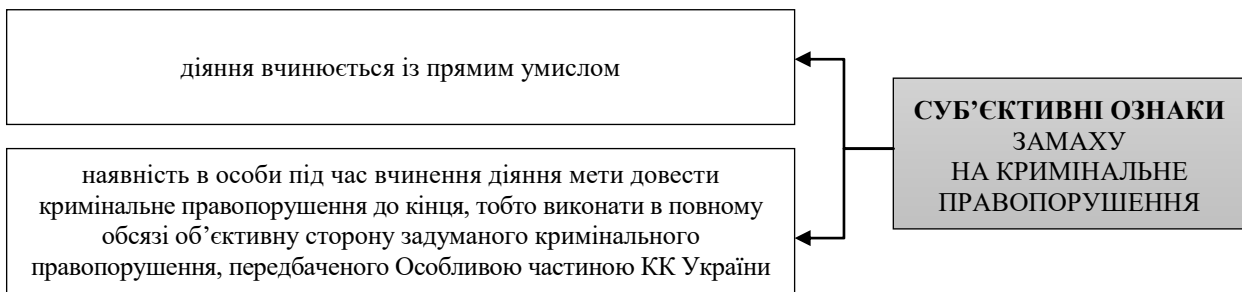 діяння вчинюється із прямим умислом
наявність в особи під час вчинення діяння мети довести
кримінальне правопорушення до кінця, тобто виконати в повному
обсязі об’єктивну сторону задуманого кримінального
правопорушення, передбаченого Особливою частиною КК України
СУБ’ЄКТИВНІ ОЗНАКИ
ЗАМАХУ
НА КРИМІНАЛЬНЕ
ПРАВОПОРУШЕННЯ